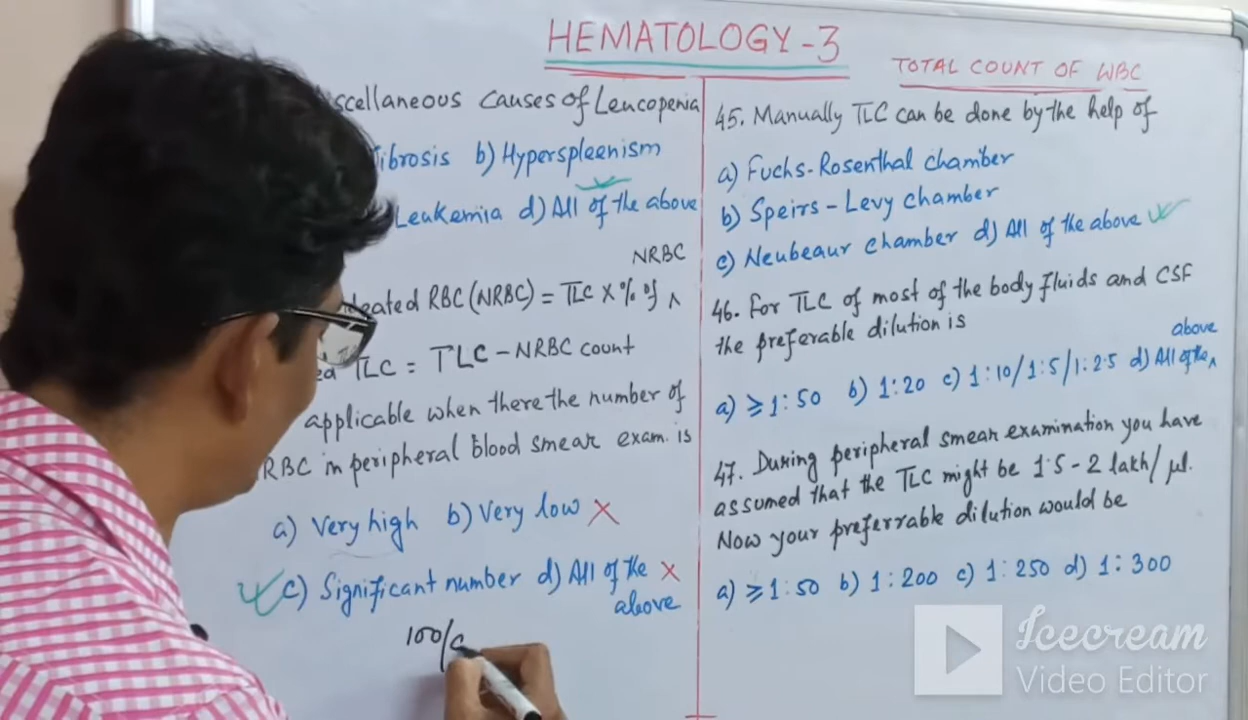 HEMATOLOGY-3
TOTAL COUNT OF WBC
scellaneous causes of Leucopenia
fibrosis b) Hyperspleenism
Leukemia d) All of the above
NRBC
leated RBC (NRBC) = TLC X % of ^
ed TLC = TLC - NRBC count
applicable when there the number of
RBC in peripheral blood smear exam. is
a) Very high b) Very low X
c) Significant number d) All of the X
above
100/
45. Manually TLC can be done by the help of
a) Fuchs-Rosenthal chamber
b) Speirs-Levy chamber
c) Neubeaur chamber d) All of the above
46. For TLC of most of the body fluids and CSF
the preferable dilution is
above
a) ≥1:50 b) 1:20 c) 1:10/1:5/1:2.5 d) All of the ^
47. During peripheral smear examination you have
assumed that the TLC might be 1.5-2 lakh/μl.
Now your preferrable dilution would be
a) ≥1:50 b) 1:200 c) 1:250 d) 1:300
Icecream
Video Editor